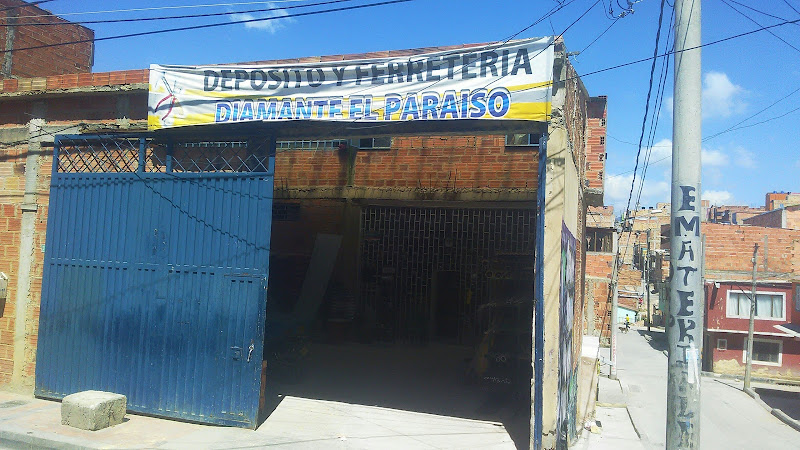 DEPOSITO Y FERRETERIA
DIAMANTE EL PARAISO